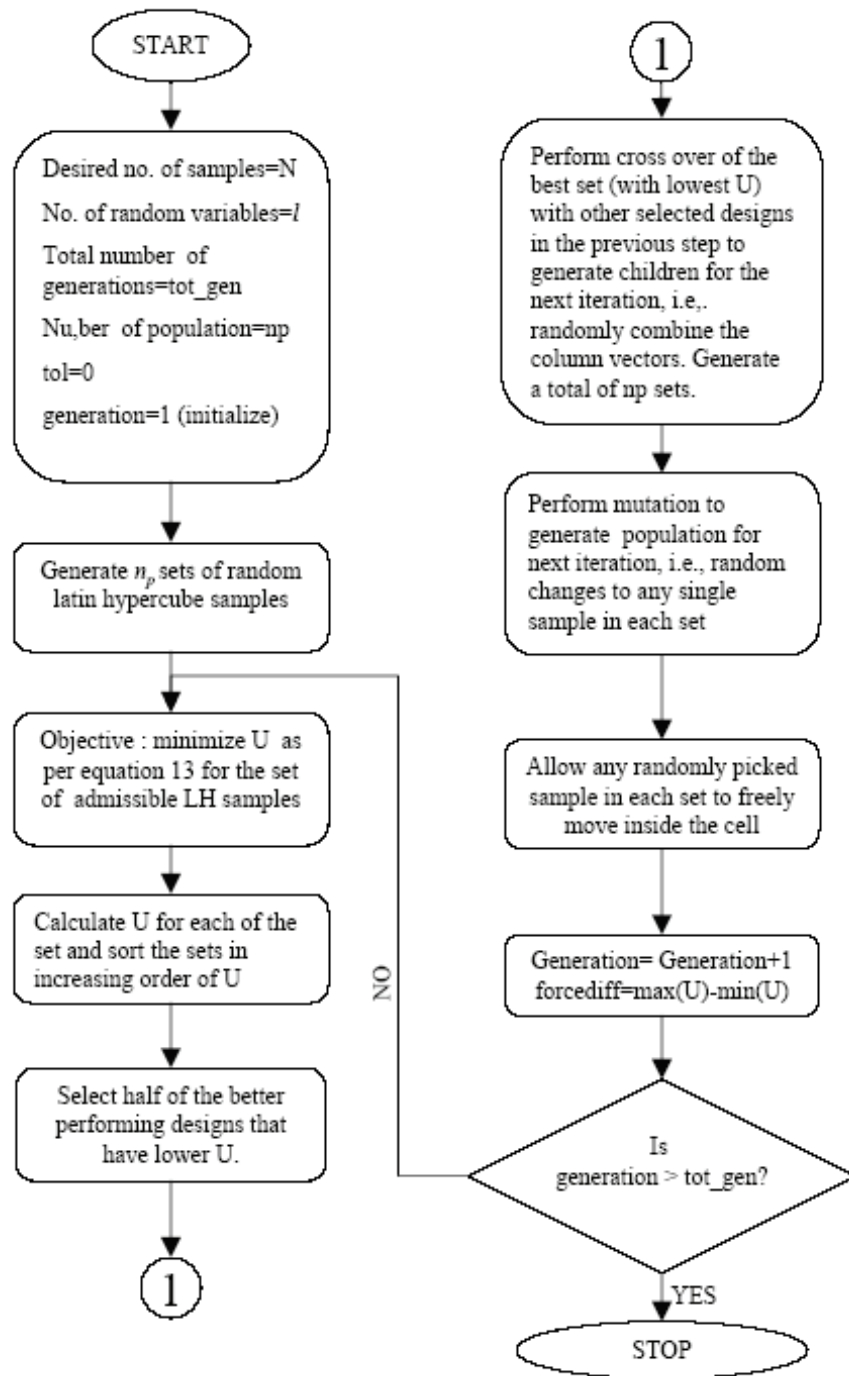 START
Desired no. of samples=N
No. of random variables=l
Total number of
generations=tot_gen
Nu,ber of population=np
tol=0
generation=1 (initialize)
Generate np sets of random
latin hypercube samples
Objective : minimize U as
per equation 13 for the set
of admissible LH samples
Calculate U for each of the
set and sort the sets in
increasing order of U
Select half of the better
performing designs that
have lower U.
1
1
Perform cross over of the
best set (with lowest U)
with other selected designs
in the previous step to
generate children for the
next iteration, i.e,.
randomly combine the
column vectors. Generate
a total of np sets.
Perform mutation to
generate population for
next iteration, i.e., random
changes to any single
sample in each set
Allow any randomly picked
sample in each set to freely
move inside the cell
Generation= Generation+1
forcediff=max(U)-min(U)
Is
generation > tot_gen?
NO
YES
STOP